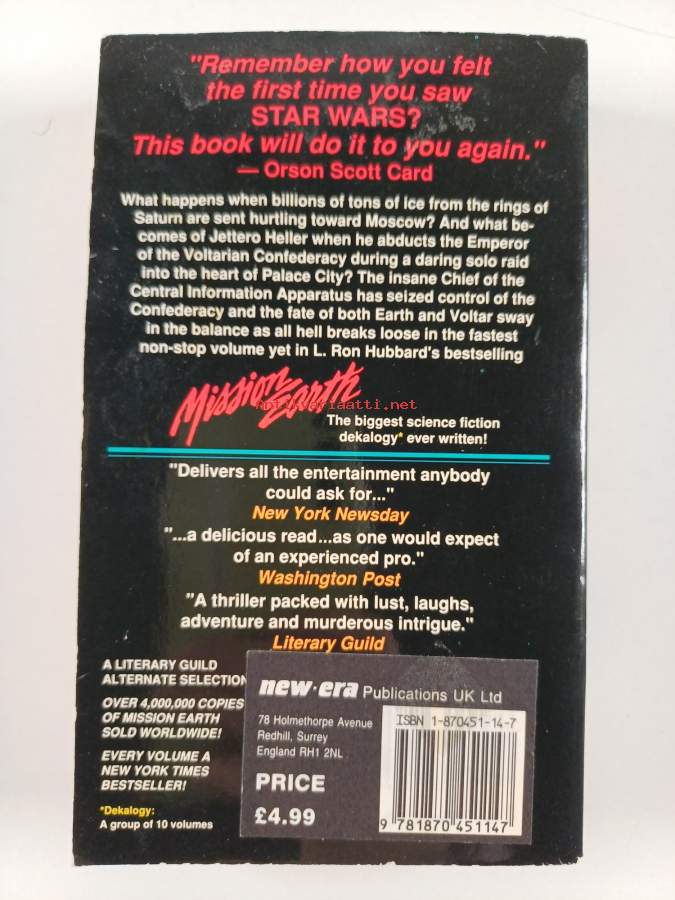 "Remember how you felt
the first time you saw
STAR WARS?
This book will do it to you again."
— Orson Scott Card
What happens when billions of tons of ice from the rings of
Saturn are sent hurtling toward Moscow? And what be-
comes of Jettero Heller when he abducts the Emperor
of the Voltarian Confederacy during a daring solo raid
into the heart of Palace City? The insane Chief of the
Central Information Apparatus has seized control of the
Confederacy and the fate of both Earth and Voltar sway
in the balance as all hell breaks loose in the fastest
non-stop volume yet in L. Ron Hubbard's bestselling
Mission Earth
antikvariaatti.net
The biggest science fiction
dekalogy* ever written!
"Delivers all the entertainment anybody
could ask for..."
New York Newsday
"...a delicious read...as one would expect
of an experienced pro."
Washington Post
"A thriller packed with lust, laughs,
adventure and murderous intrigue."
Literary Guild
A LITERARY GUILD
ALTERNATE SELECTION
OVER 4,000,000 COPIES
OF MISSION EARTH
SOLD WORLDWIDE!
EVERY VOLUME A
NEW YORK TIMES
BESTSELLER!
*Dekalogy:
A group of 10 volumes
new·era Publications UK Ltd
78 Holmethorpe Avenue
Redhill, Surrey
England RH1 2NL
PRICE
£4.99
ISBN 1-870451-14-7
9 781870 451147